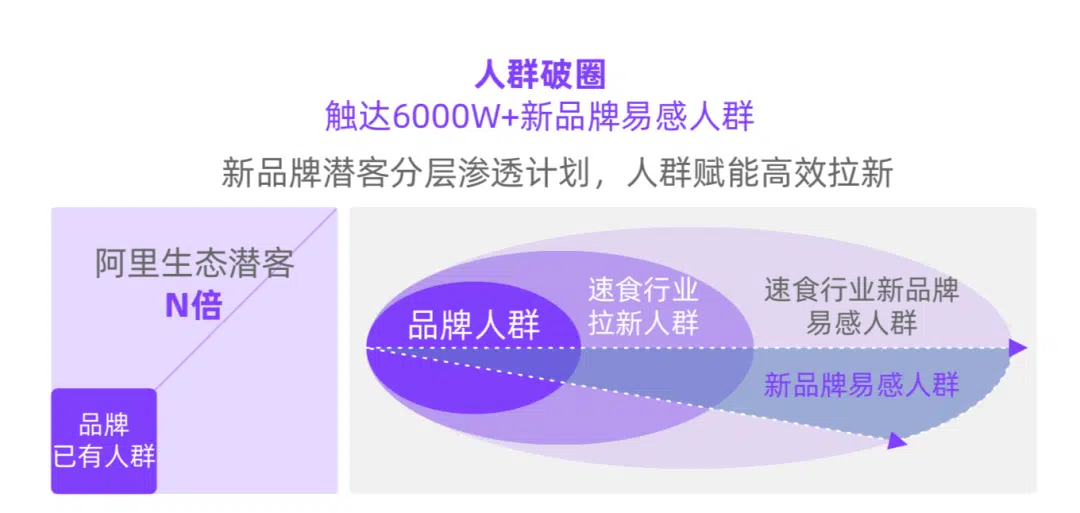 人群破圈
触达6000W+新品牌易感人群
新品牌潜客分层渗透计划，人群赋能高效拉新
阿里生态潜客
N倍
品牌
已有人群
品牌人群
速食行业
拉新人群
速食行业新品牌
易感人群
新品牌易感人群